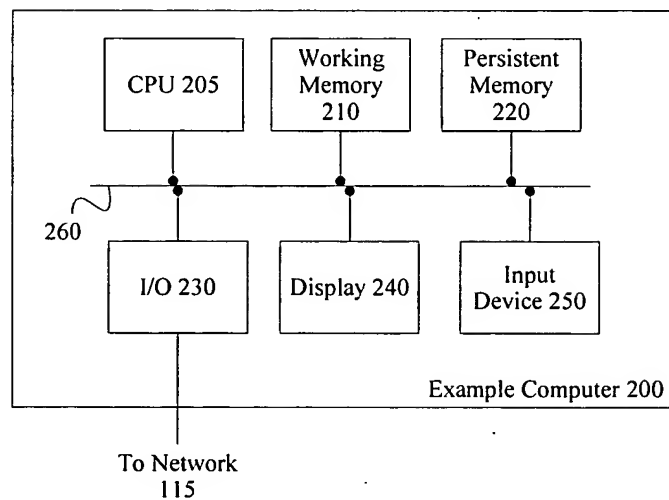 CPU 205
Working
Memory
210
Persistent
Memory
220
260
I/O 230
Display 240
Input
Device 250
Example Computer 200
To Network
115